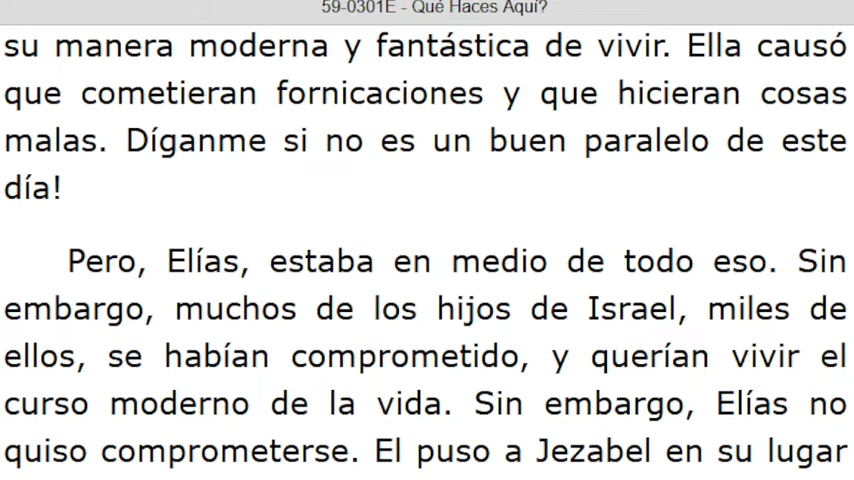 59-0301E - Qué Haces Aquí?
su manera moderna y fantástica de vivir. Ella causó
que cometieran fornicaciones y que hicieran cosas
malas. Díganme si no es un buen paralelo de este
día!
Pero, Elías, estaba en medio de todo eso. Sin
embargo, muchos de los hijos de Israel, miles de
ellos, se habían comprometido, y querían vivir el
curso moderno de la vida. Sin embargo, Elías no
quiso comprometerse. El puso a Jezabel en su lugar